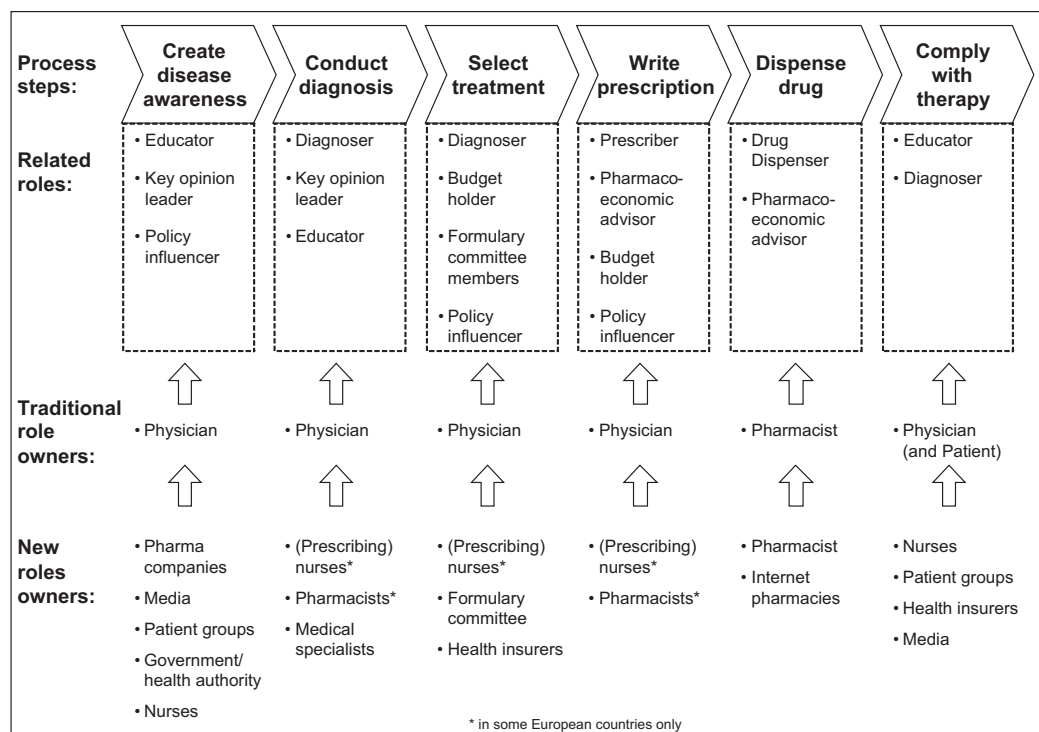 Process
steps:
Create
disease
awareness
Conduct
diagnosis
Select
treatment
Write
prescription
Dispense
drug
Comply
with
therapy
Related
roles:
• Educator
• Key opinion
leader
• Policy
influencer
• Diagnoser
• Key opinion
leader
• Educator
• Diagnoser
• Budget
holder
• Formulary
committee
members
• Policy
influencer
• Prescriber
• Pharmaco-
economic
advisor
• Budget
holder
• Policy
influencer
• Drug
Dispenser
• Pharmaco-
economic
advisor
• Educator
• Diagnoser
Traditional
role
owners:
• Physician
• Physician
• Physician
• Physician
• Pharmacist
• Physician
(and Patient)
New
roles
owners:
• Pharma
companies
• Media
• Patient groups
• Government/
health authority
• Nurses
• (Prescribing)
nurses*
• Pharmacists*
• Medical
specialists
• (Prescribing)
nurses*
• Formulary
committee
• Health insurers
• (Prescribing)
nurses*
• Pharmacists*
• Pharmacist
• Internet
pharmacies
• Nurses
• Patient groups
• Health insurers
• Media
* in some European countries only